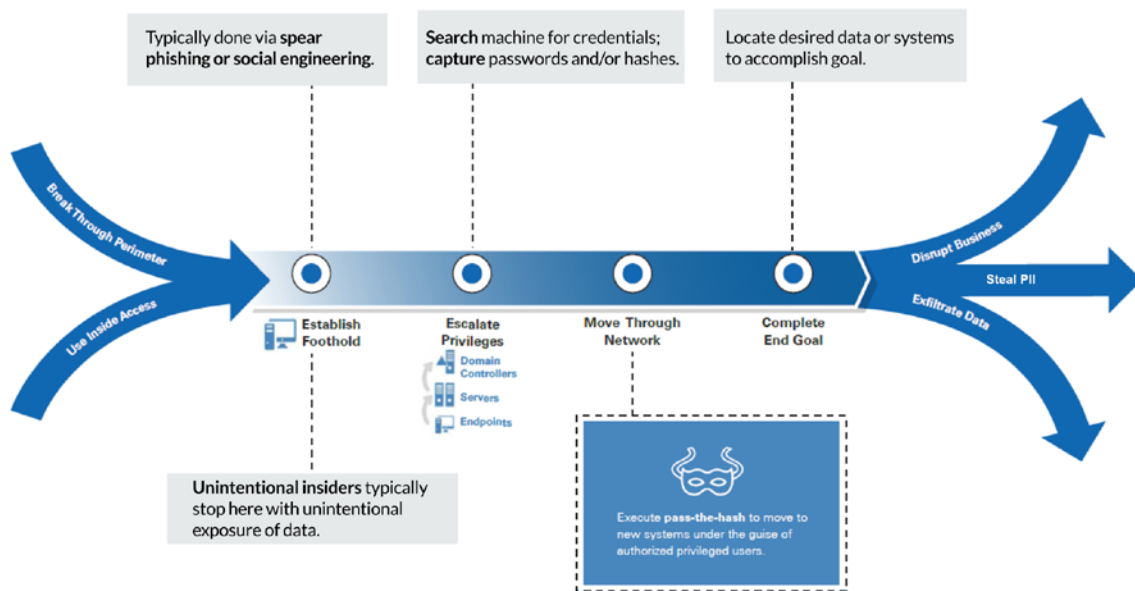 Typically done via spear
phishing or social engineering.
Search machine for credentials;
capture passwords and/or hashes.
Locate desired data or systems
to accomplish goal.
Break Through Perimeter
Use Inside Access
Establish
Foothold
Escalate
Privileges
Domain
Controllers
Servers
Endpoints
Move Through
Network
Complete
End Goal
Disrupt Business
Steal PII
Exfiltrate Data
Unintentional insiders typically
stop here with unintentional
exposure of data.
Execute pass-the-hash to move to
new systems under the guise of
authorized privileged users.